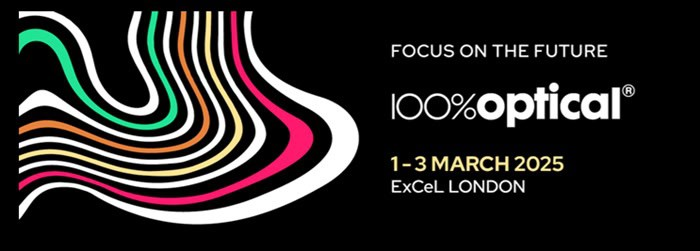 FOCUS ON THE FUTURE
100%optical®
1 - 3 MARCH 2025
ExCeL LONDON